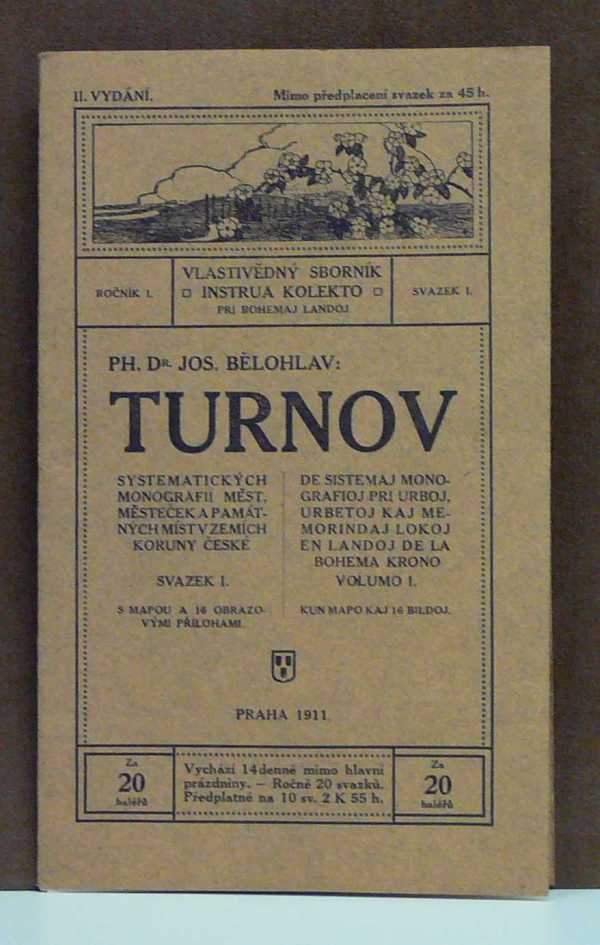 II. VYDÁNÍ. Mimo předplacení svazek za 45 h.
ROČNÍK I.
VLASTIVĚDNÝ SBORNÍK
INSTRUA KOLEKTO
PRI BOHEMAJ LANDOJ
SVAZEK I.
PH. DR. JOS. BĚLOHLAV:
TURNOV
SYSTEMATICKÝCH
MONOGRAFIÍ MĚST,
MĚSTEČEK A PAMÁT-
NÝCH MÍST V ZEMÍCH
KORUNY ČESKÉ
SVAZEK I.
S MAPOU A 16 OBRAZO-
VÝMI PŘÍLOHAMI.
DE SISTEMAJ MONO-
GRAFIOJ PRI URBOJ,
URBETOJ KAJ ME-
MORINDAJ LOKOJ
EN LANDOJ DE LA
BOHEMA KRONO
VOLUMO I.
KUN MAPO KAJ 16 BILDOJ.
PRAHA 1911
Za
20
haléřů
Vychází 14denně mimo hlavní
prázdniny. — Ročně 20 svazků.
Předplatné na 10 sv. 2 K 55 h.
Za
20
haléřů